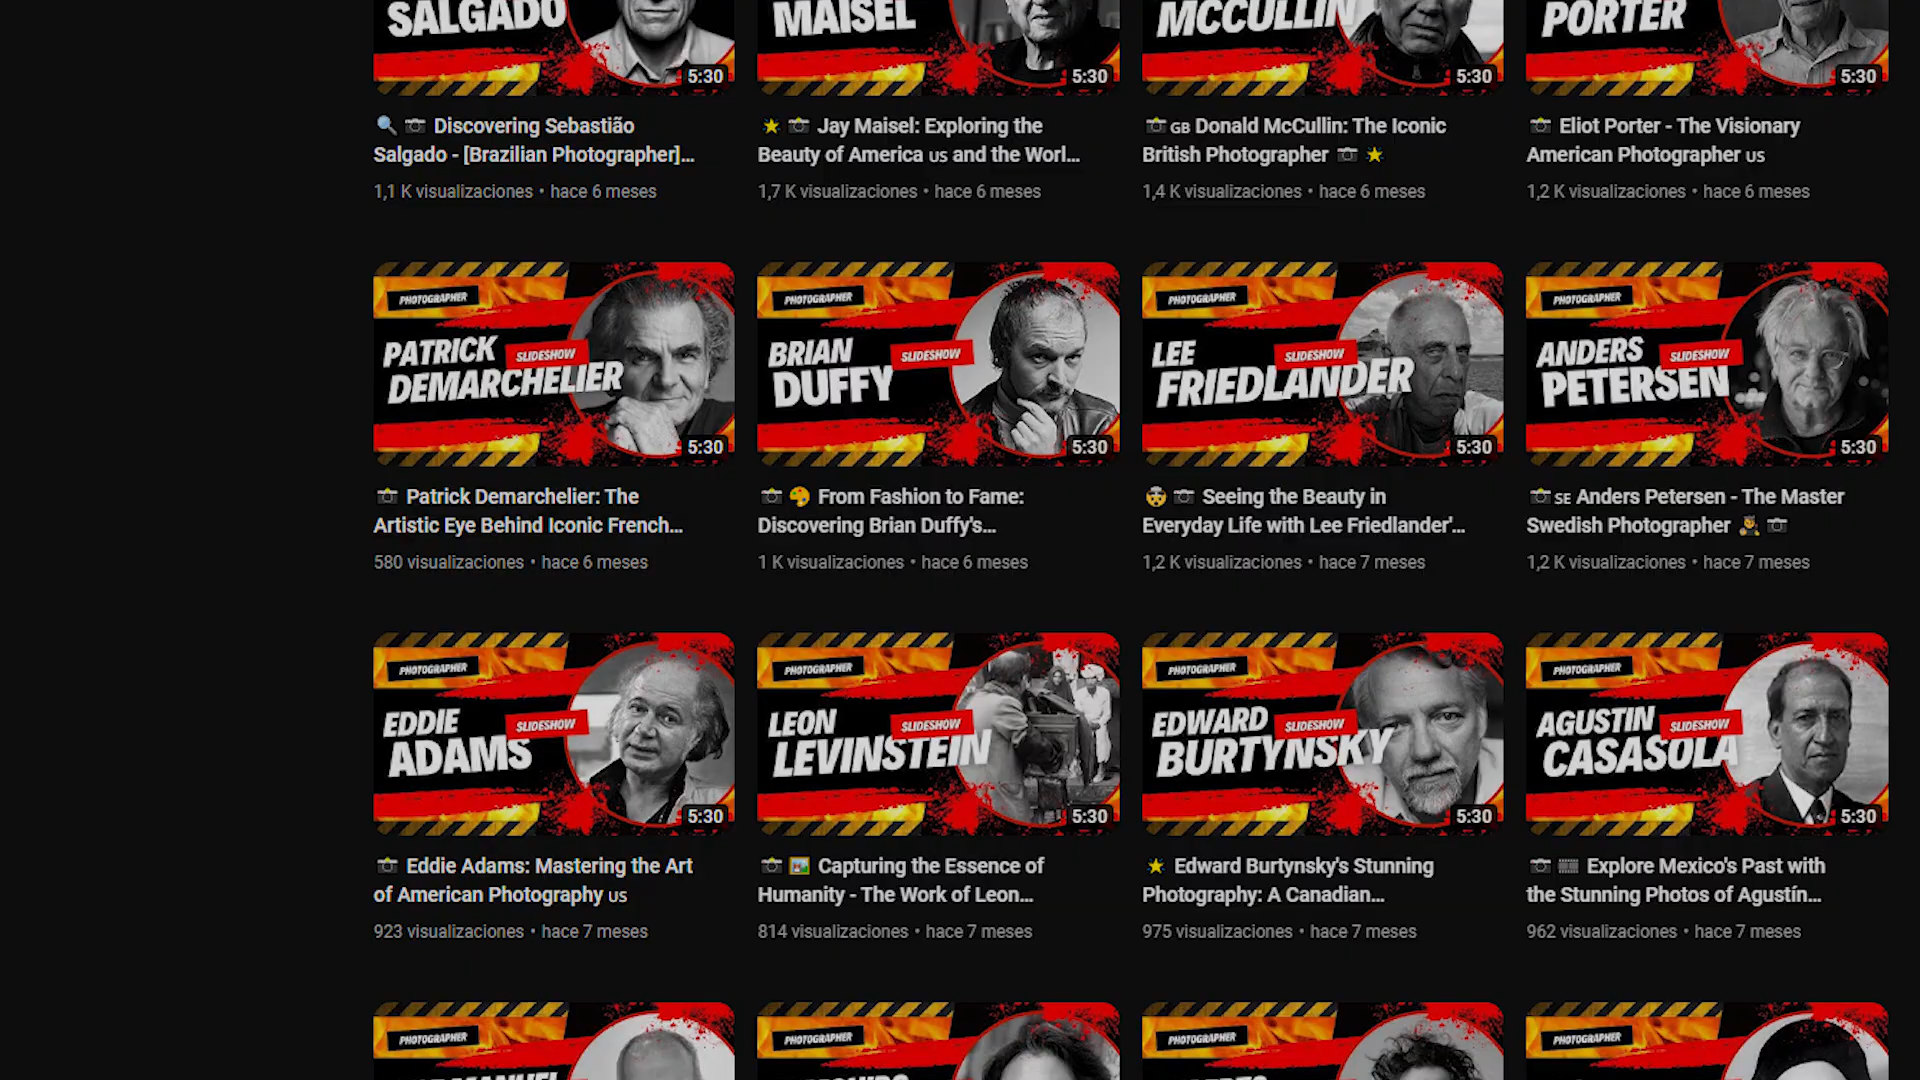 SALGADO
5:30
MAISEL
5:30
MCCULLIN
5:30
PORTER
5:30
Discovering Sebastião
Salgado - [Brazilian Photographer]...
1,1 K visualizaciones • hace 6 meses
Jay Maisel: Exploring the
Beauty of America US and the Worl...
1,7 K visualizaciones • hace 6 meses
GB Donald McCullin: The Iconic
British Photographer
1,4 K visualizaciones • hace 6 meses
Eliot Porter - The Visionary
American Photographer US
1,2 K visualizaciones • hace 6 meses
PHOTOGRAPHER
PATRICK
SLIDESHOW
DEMARCHELIER
5:30
PHOTOGRAPHER
BRIAN
SLIDESHOW
DUFFY
5:30
PHOTOGRAPHER
LEE
SLIDESHOW
FRIEDLANDER
5:30
PHOTOGRAPHER
ANDERS
SLIDESHOW
PETERSEN
5:30
Patrick Demarchelier: The
Artistic Eye Behind Iconic French...
580 visualizaciones • hace 6 meses
From Fashion to Fame:
Discovering Brian Duffy's...
1 K visualizaciones • hace 6 meses
Seeing the Beauty in
Everyday Life with Lee Friedlander'...
1,2 K visualizaciones • hace 7 meses
SE Anders Petersen - The Master
Swedish Photographer
1,2 K visualizaciones • hace 7 meses
PHOTOGRAPHER
EDDIE
SLIDESHOW
ADAMS
5:30
PHOTOGRAPHER
LEON
SLIDESHOW
LEVINSTEIN
5:30
PHOTOGRAPHER
EDWARD
SLIDESHOW
BURTYNSKY
5:30
PHOTOGRAPHER
AGUSTIN
SLIDESHOW
CASASOLA
5:30
Eddie Adams: Mastering the Art
of American Photography US
923 visualizaciones • hace 7 meses
Capturing the Essence of
Humanity - The Work of Leon...
814 visualizaciones • hace 7 meses
Edward Burtynsky's Stunning
Photography: A Canadian...
975 visualizaciones • hace 7 meses
Explore Mexico's Past with
the Stunning Photos of Agustín...
962 visualizaciones • hace 7 meses
PHOTOGRAPHER
PHOTOGRAPHER
PHOTOGRAPHER
PHOTOGRAPHER